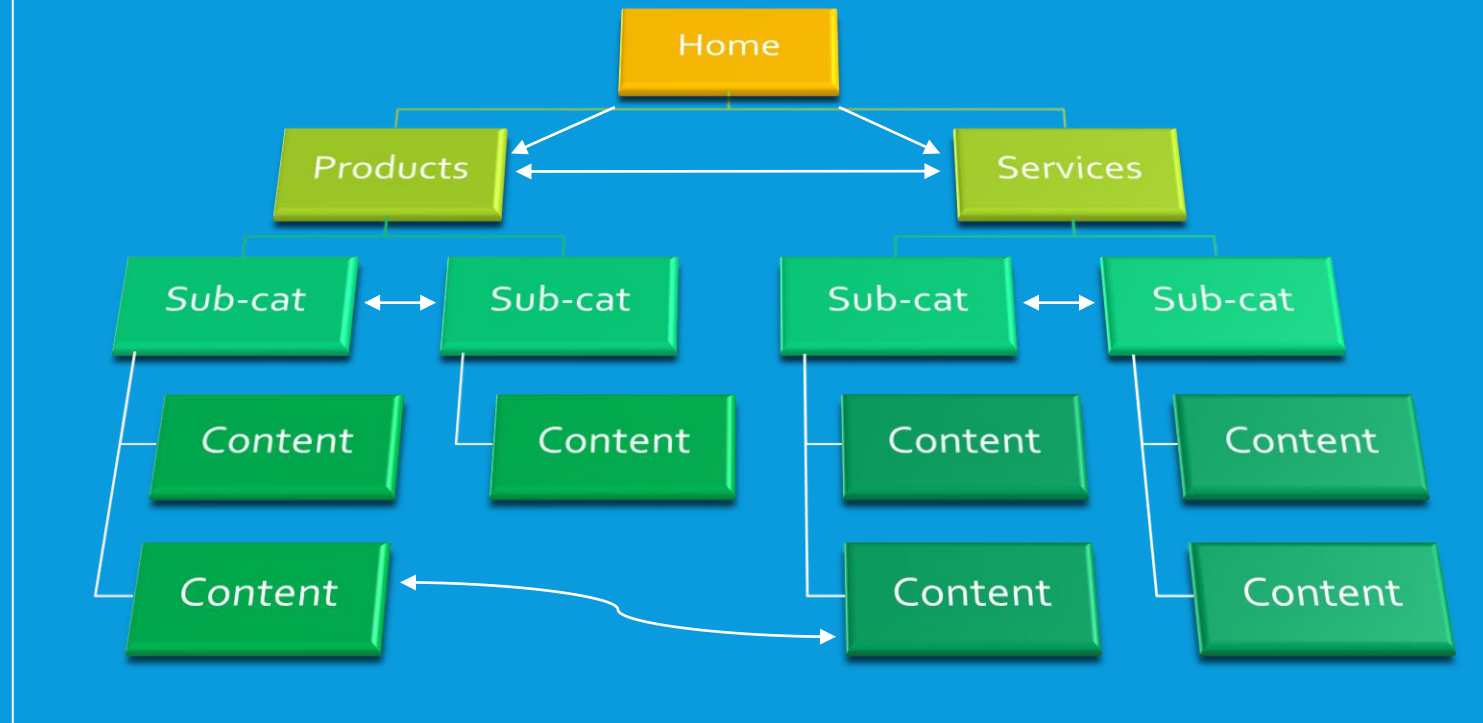 Home
Products
Services
Sub-cat
Sub-cat
Sub-cat
Sub-cat
Content
Content
Content
Content
Content
Content
Content